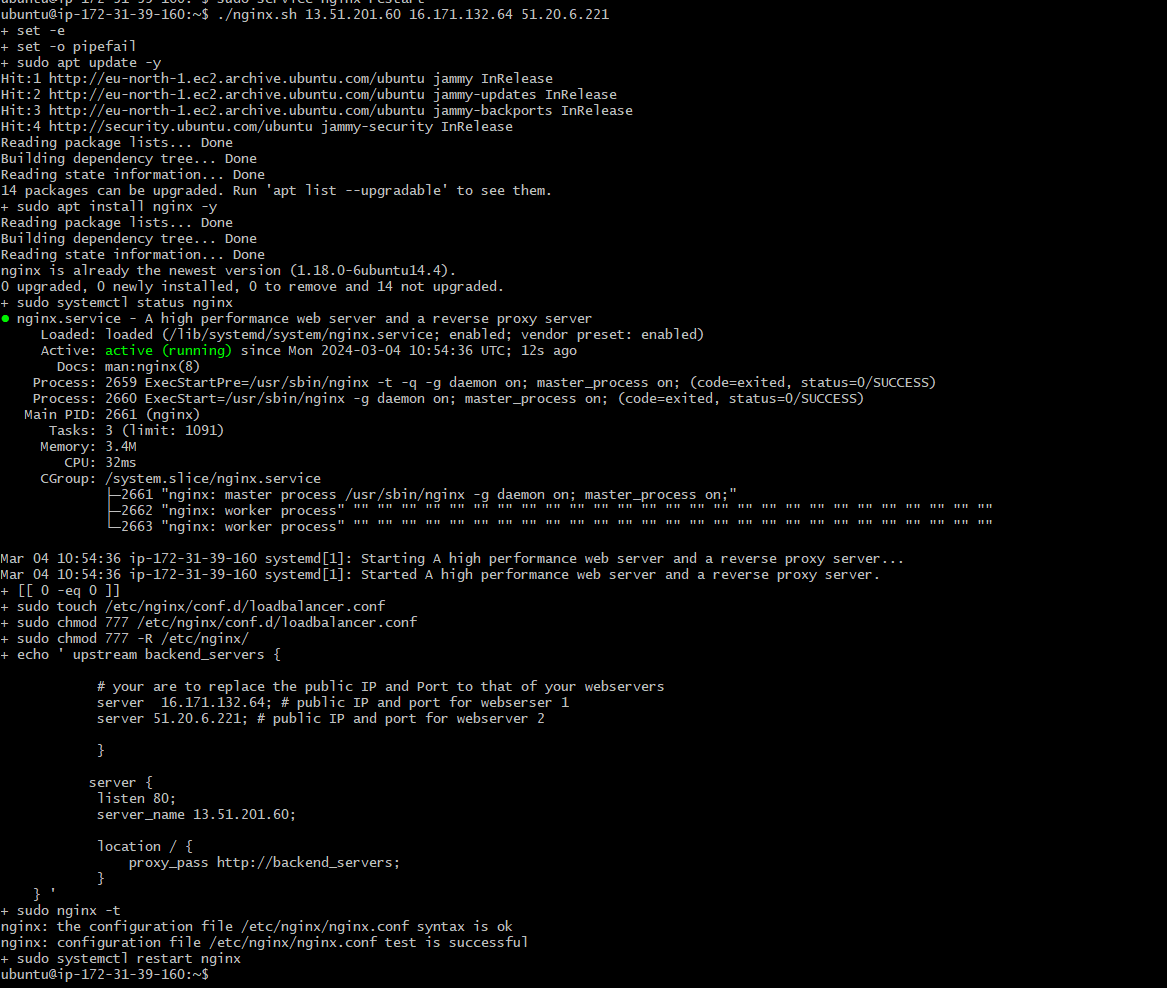 ubuntu@ip-172-31-39-160:~$ sudo service nginx restart
ubuntu@ip-172-31-39-160:~$ ./nginx.sh 13.51.201.60 16.171.132.64 51.20.6.221
+ set -e
+ set -o pipefail
+ sudo apt update -y
Hit:1 http://eu-north-1.ec2.archive.ubuntu.com/ubuntu jammy InRelease
Hit:2 http://eu-north-1.ec2.archive.ubuntu.com/ubuntu jammy-updates InRelease
Hit:3 http://eu-north-1.ec2.archive.ubuntu.com/ubuntu jammy-backports InRelease
Hit:4 http://security.ubuntu.com/ubuntu jammy-security InRelease
Reading package lists... Done
Building dependency tree... Done
Reading state information... Done
14 packages can be upgraded. Run 'apt list --upgradable' to see them.
+ sudo apt install nginx -y
Reading package lists... Done
Building dependency tree... Done
Reading state information... Done
nginx is already the newest version (1.18.0-6ubuntu14.4).
0 upgraded, 0 newly installed, 0 to remove and 14 not upgraded.
+ sudo systemctl status nginx
● nginx.service - A high performance web server and a reverse proxy server
     Loaded: loaded (/lib/systemd/system/nginx.service; enabled; vendor preset: enabled)
     Active: active (running) since Mon 2024-03-04 10:54:36 UTC; 12s ago
       Docs: man:nginx(8)
    Process: 2659 ExecStartPre=/usr/sbin/nginx -t -q -g daemon on; master_process on; (code=exited, status=0/SUCCESS)
    Process: 2660 ExecStart=/usr/sbin/nginx -g daemon on; master_process on; (code=exited, status=0/SUCCESS)
   Main PID: 2661 (nginx)
      Tasks: 3 (limit: 1091)
     Memory: 3.4M
        CPU: 32ms
     CGroup: /system.slice/nginx.service
             ├─2661 "nginx: master process /usr/sbin/nginx -g daemon on; master_process on;"
             ├─2662 "nginx: worker process" "" "" "" "" "" "" "" "" "" "" "" "" "" "" "" "" "" "" "" "" "" "" "" "" "" "" ""
             └─2663 "nginx: worker process" "" "" "" "" "" "" "" "" "" "" "" "" "" "" "" "" "" "" "" "" "" "" "" "" "" "" ""

Mar 04 10:54:36 ip-172-31-39-160 systemd[1]: Starting A high performance web server and a reverse proxy server...
Mar 04 10:54:36 ip-172-31-39-160 systemd[1]: Started A high performance web server and a reverse proxy server.
+ [[ 0 -eq 0 ]]
+ sudo touch /etc/nginx/conf.d/loadbalancer.conf
+ sudo chmod 777 /etc/nginx/conf.d/loadbalancer.conf
+ sudo chmod 777 -R /etc/nginx/
+ echo ' upstream backend_servers {

            # your are to replace the public IP and Port to that of your webservers
            server  16.171.132.64; # public IP and port for webserser 1
            server 51.20.6.221; # public IP and port for webserver 2

            }

           server {
            listen 80;
            server_name 13.51.201.60;

            location / {
                proxy_pass http://backend_servers;
            }
    } '
+ sudo nginx -t
nginx: the configuration file /etc/nginx/nginx.conf syntax is ok
nginx: configuration file /etc/nginx/nginx.conf test is successful
+ sudo systemctl restart nginx
ubuntu@ip-172-31-39-160:~$